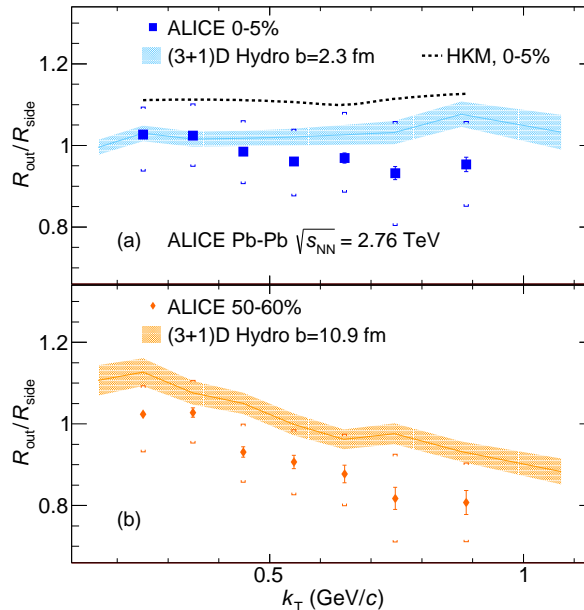 ALICE 0-5%
(3+1)D Hydro b=2.3 fm
HKM, 0-5%
1.2
1
0.8
R_out/R_side
(a)
ALICE Pb-Pb √s_NN = 2.76 TeV
ALICE 50-60%
(3+1)D Hydro b=10.9 fm
1.2
1
0.8
R_out/R_side
(b)
0.5
1
k_T (GeV/c)